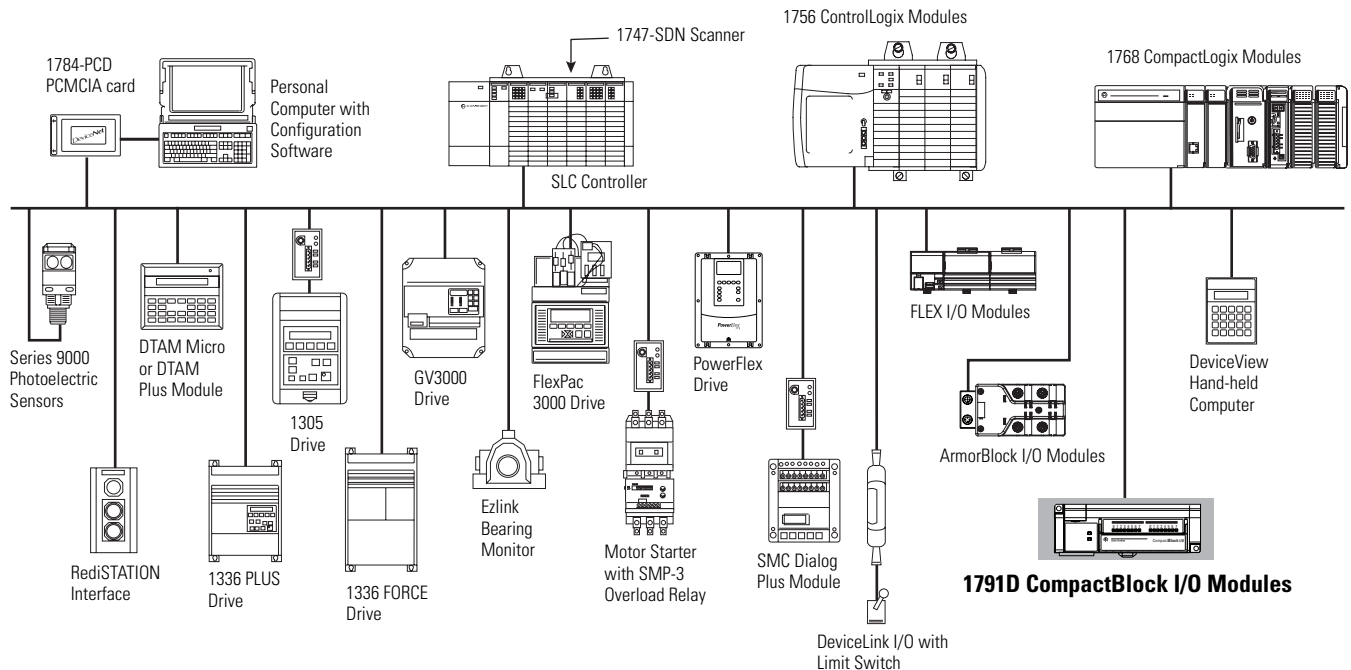 1784-PCD
PCMCIA card
DeviceNet
Personal
Computer with
Configuration
Software
1747-SDN Scanner
SLC Controller
1756 ControlLogix Modules
1768 CompactLogix Modules
Series 9000
Photoelectric
Sensors
DTAM Micro
or DTAM
Plus Module
1305
Drive
GV3000
Drive
FlexPac
3000 Drive
PowerFlex
PowerFlex
Drive
FLEX I/O Modules
DeviceView
Hand-held
Computer
ArmorBlock I/O Modules
RediSTATION
Interface
1336 PLUS
Drive
1336 FORCE
Drive
Ezlink
Bearing
Monitor
Motor Starter
with SMP-3
Overload Relay
SMC Dialog
Plus Module
DeviceLink I/O with
Limit Switch
CompactBlock I/O
1791D CompactBlock I/O Modules